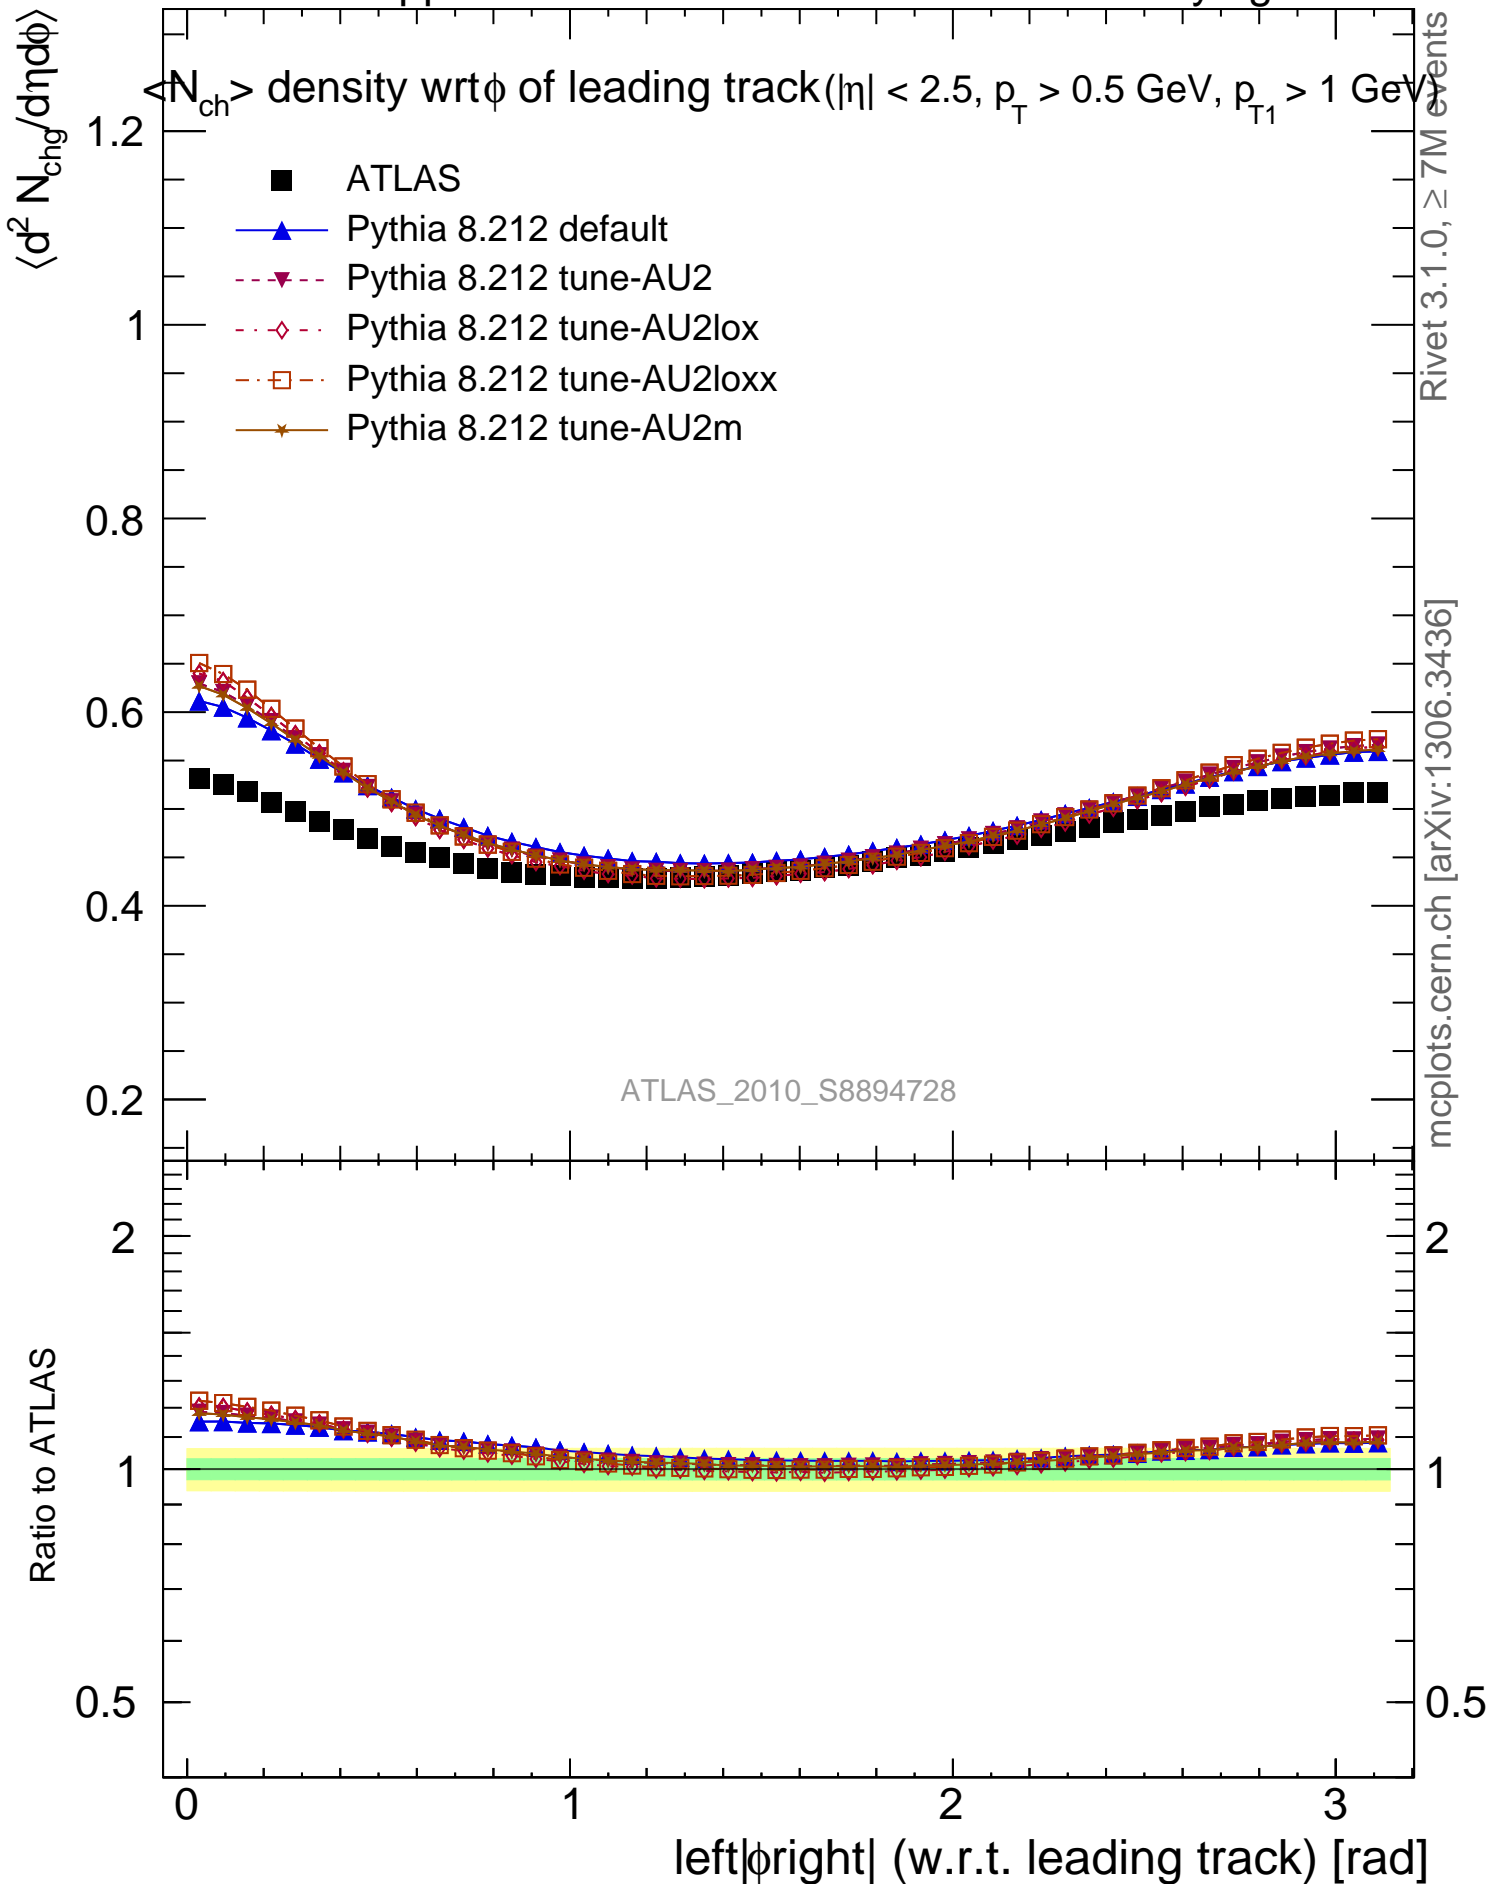 <N_ch> density wrt ϕ of leading track (|η| < 2.5, p_T > 0.5 GeV, p_T1 > 1 GeV)
⟨d² N_chg/dηdϕ⟩
ATLAS
Pythia 8.212 default
Pythia 8.212 tune-AU2
Pythia 8.212 tune-AU2lox
Pythia 8.212 tune-AU2loxx
Pythia 8.212 tune-AU2m
1.2
1
0.8
0.6
0.4
0.2
ATLAS_2010_S8894728
Rivet 3.1.0, ≥ 7M events
mcplots.cern.ch [arXiv:1306.3436]
Ratio to ATLAS
2
1
0.5
2
1
0.5
0
1
2
3
left|ϕright| (w.r.t. leading track) [rad]